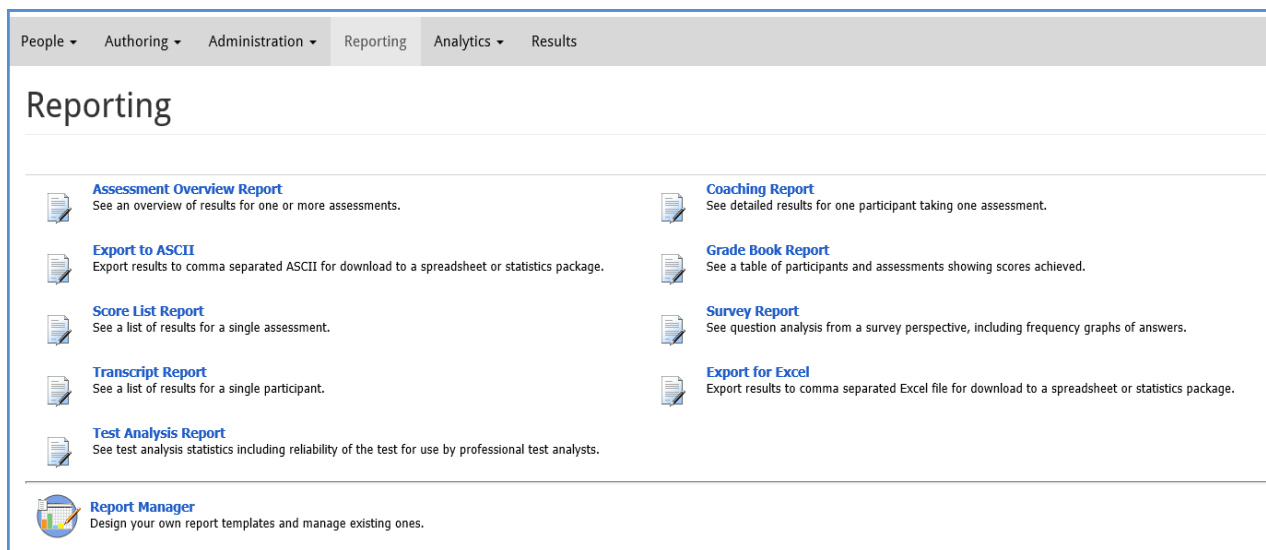 People Authoring Administration Reporting Analytics Results
Reporting
Assessment Overview Report
See an overview of results for one or more assessments.
Coaching Report
See detailed results for one participant taking one assessment.
Export to ASCII
Export results to comma separated ASCII for download to a spreadsheet or statistics package.
Grade Book Report
See a table of participants and assessments showing scores achieved.
Score List Report
See a list of results for a single assessment.
Survey Report
See question analysis from a survey perspective, including frequency graphs of answers.
Transcript Report
See a list of results for a single participant.
Export for Excel
Export results to comma separated Excel file for download to a spreadsheet or statistics package.
Test Analysis Report
See test analysis statistics including reliability of the test for use by professional test analysts.
Report Manager
Design your own report templates and manage existing ones.